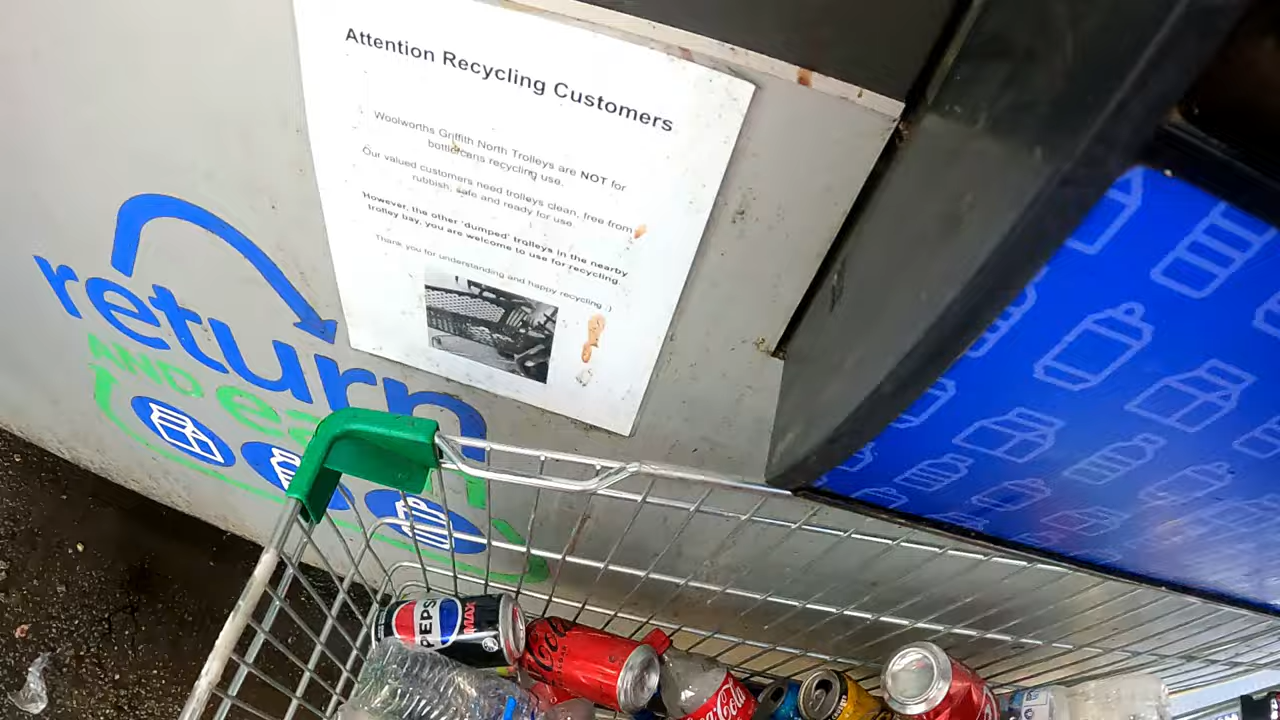 Attention Recycling Customers
Woolworths Griffith North Trolleys are NOT for
bottle/cans recycling use.
Our valued customers need trolleys clean, free from
rubbish, safe and ready for use.
However, the other 'dumped' trolleys in the nearby
trolley bay, you are welcome to use for recycling.
Thank you for understanding and happy recycling :)
return
AND ea
PEPSI
MAX
Coca
Coca-Cola